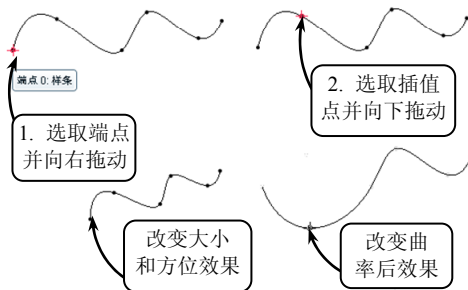 端点 0: 样条
1. 选取端点
并向右拖动
2. 选取插值
点并向下拖动
改变大小
和方位效果
改变曲
率后效果